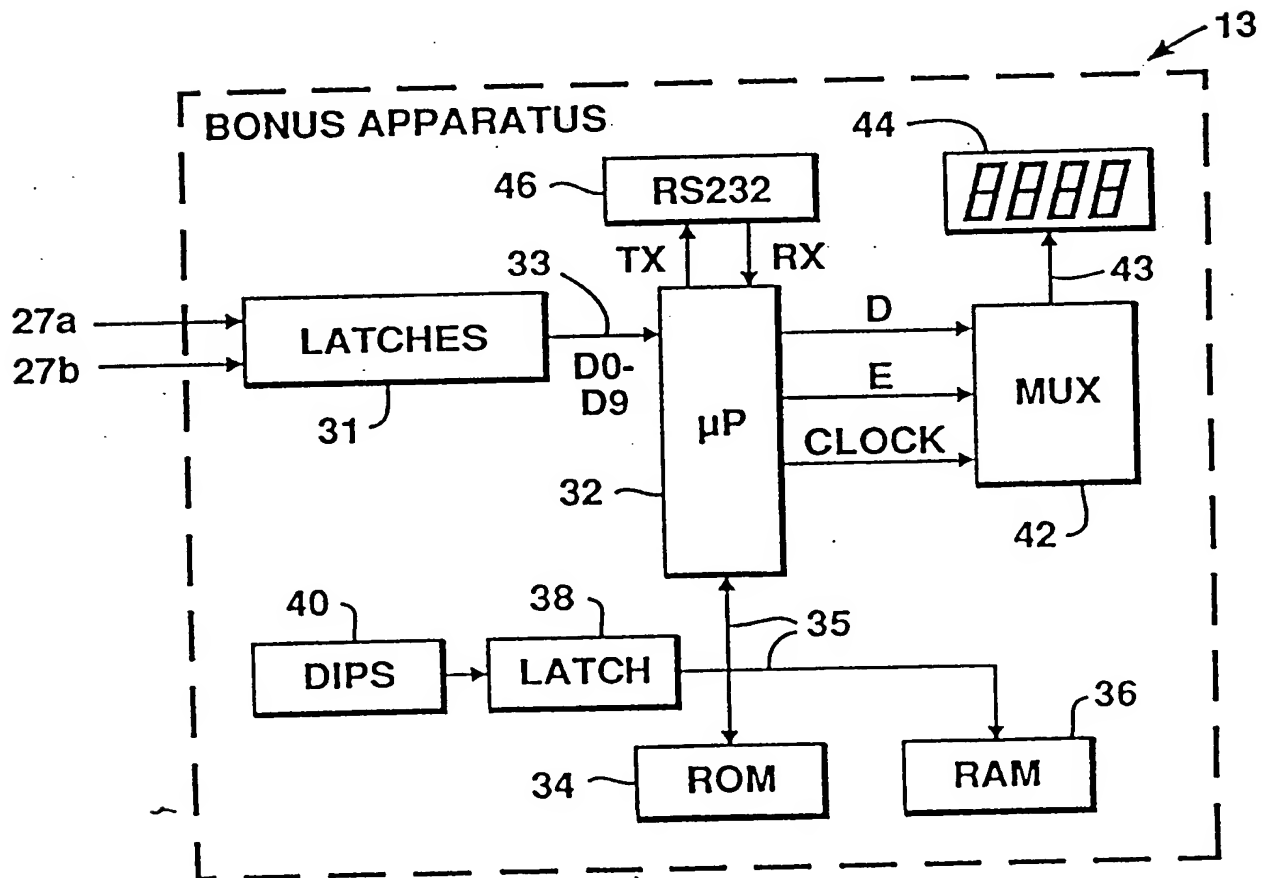 13
BONUS APPARATUS
44
46
RS232
8888
33
TX
RX
43
27a
27b
LATCHES
D0-
D9
31
µP
D
E
CLOCK
MUX
32
42
40
38
35
DIPS
LATCH
36
34
ROM
RAM